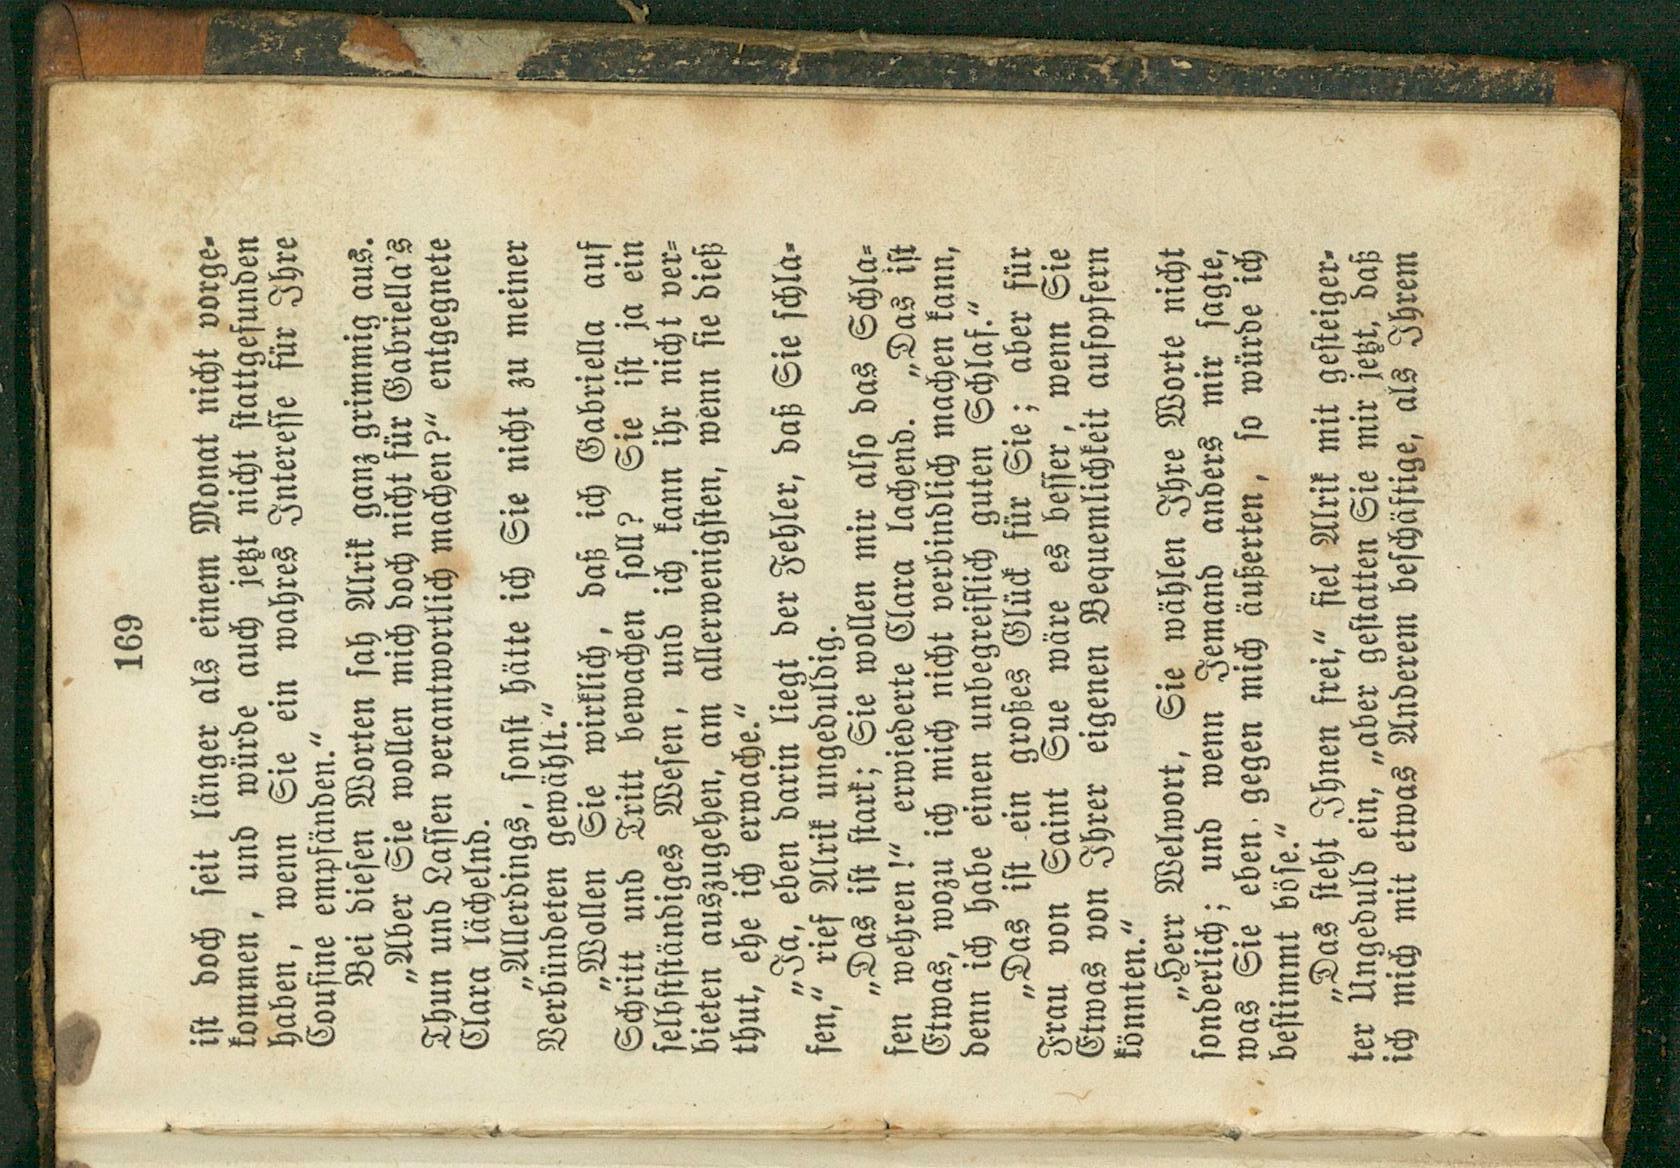 169
ist doch seit länger als einem Monat nicht vorge-
kommen, und würde auch jetzt nicht stattgefunden
haben, wenn Sie ein wahres Interesse für Ihre
Cousine empfänden.“
Bei diesen Worten sah Alrik ganz grimmig aus.
„Aber Sie wollen mich doch nicht für Gabriella's
Thun und Lassen verantwortlich machen?“ entgegnete
Clara lächelnd.
„Allerdings, sonst hätte ich Sie nicht zu meiner
Verbündeten gewählt.“
„Wollen Sie wirklich, daß ich Gabriella auf
Schritt und Tritt bewachen soll? Sie ist ja ein
selbstständiges Wesen, und ich kann ihr nicht ver-
bieten auszugehen, am allerwenigsten, wenn sie dieß
thut, ehe ich erwache.“
„Ja, eben darin liegt der Fehler, daß Sie schla-
fen,“ rief Alrik ungeduldig.
„Das ist stark; Sie wollen mir also das Schla-
fen wehren!“ erwiederte Clara lachend. „Das ist
Etwas, wozu ich mich nicht verbindlich machen kann,
denn ich habe einen unbegreiflich guten Schlaf.“
„Das ist ein großes Glück für Sie; aber für
Frau von Saint Sue wäre es besser, wenn Sie
Etwas von Ihrer eigenen Bequemlichkeit aufopfern
könnten.“
„Herr Welwort, Sie wählen Ihre Worte nicht
sonderlich; und wenn Jemand anders mir sagte,
was Sie eben gegen mich äußerten, so würde ich
bestimmt böse.“
„Das steht Ihnen frei,“ fiel Alrik mit gesteiger-
ter Ungeduld ein, „aber gestatten Sie mir jetzt, daß
ich mich mit etwas Anderem beschäftige, als Ihrem